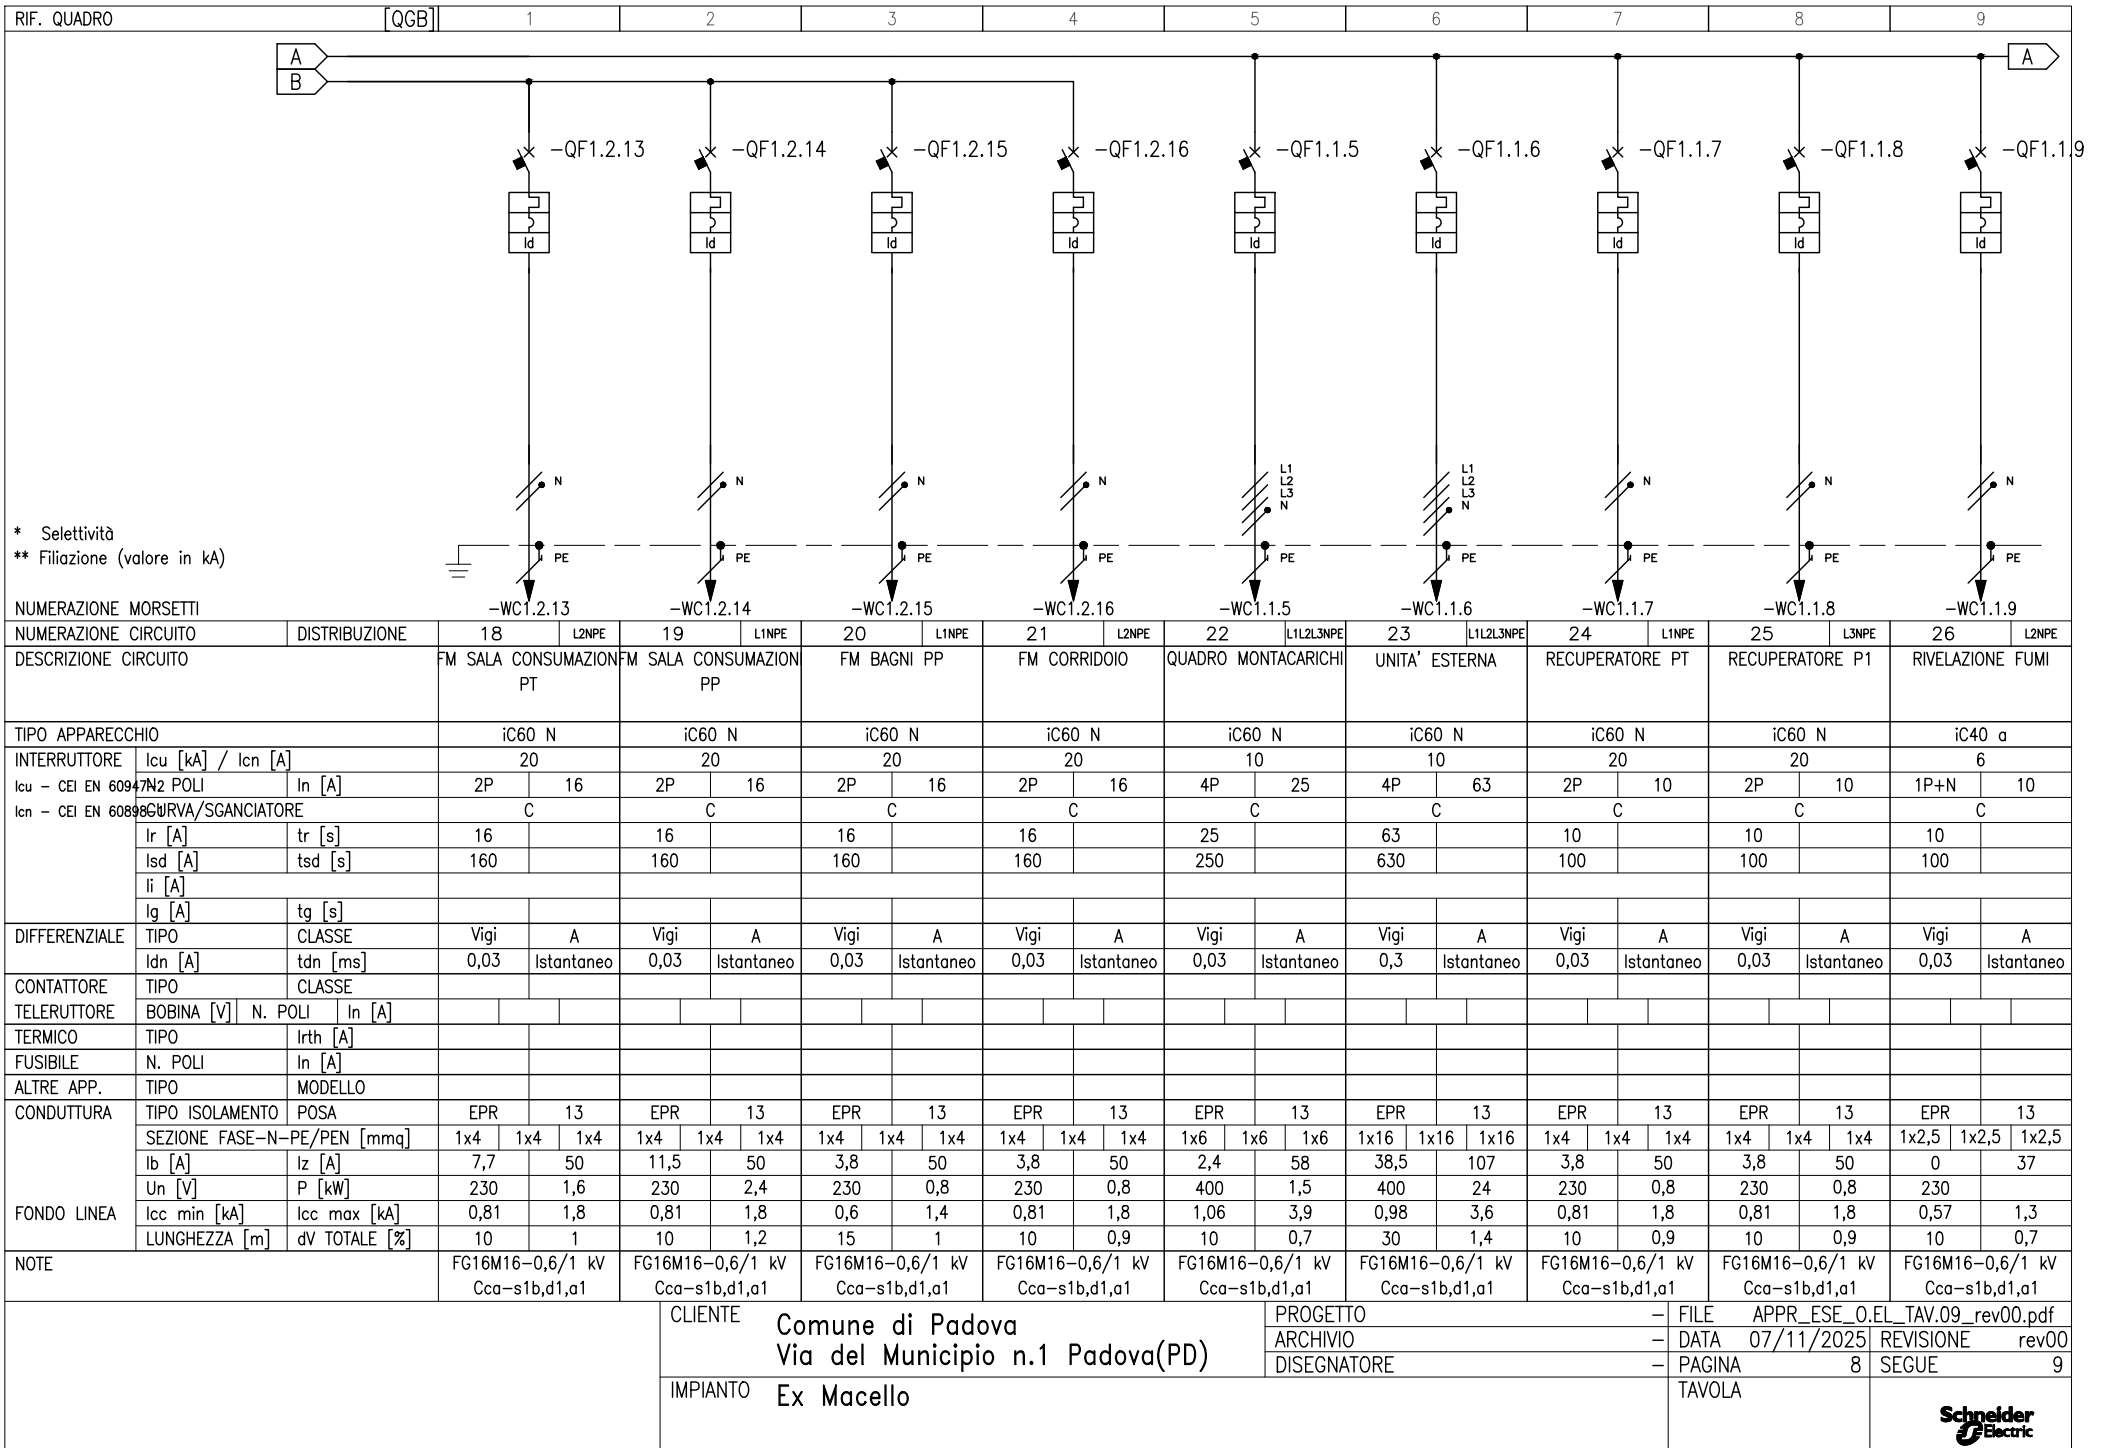 RIF. QUADRO [QGB] 1 2 3 4 5 6 7 8 9
A A
B
-QF1.2.13 -QF1.2.14 -QF1.2.15 -QF1.2.16 -QF1.1.5 -QF1.1.6 -QF1.1.7 -QF1.1.8 -QF1.1.9
Id Id Id Id Id Id Id Id Id
L1 L1
N N N N L2 L2 N N N
L3 L3
N N
* Selettività
** Filiazione (valore in kA) PE PE PE PE PE PE PE PE PE
NUMERAZIONE MORSETTI -WC1.2.13 -WC1.2.14 -WC1.2.15 -WC1.2.16 -WC1.1.5 -WC1.1.6 -WC1.1.7 -WC1.1.8 -WC1.1.9
NUMERAZIONE CIRCUITO DISTRIBUZIONE 18 L2NPE 19 L1NPE 20 L1NPE 21 L2NPE 22 L1L2L3NPE 23 L1L2L3NPE 24 L1NPE 25 L3NPE 26 L2NPE
DESCRIZIONE CIRCUITO FM SALA CONSUMAZIONI FM SALA CONSUMAZIONI FM BAGNI PP FM CORRIDOIO QUADRO MONTACARICHI UNITA' ESTERNA RECUPERATORE PT RECUPERATORE P1 RIVELAZIONE FUMI
PT PP
TIPO APPARECCHIO iC60 N iC60 N iC60 N iC60 N iC60 N iC60 N iC60 N iC60 N iC40 a
INTERRUTTORE Icu [kA] / Icn [A] 20 20 20 20 10 10 20 20 6
Icu - CEI EN 60947-2 N. POLI In [A] 2P 16 2P 16 2P 16 2P 16 4P 25 4P 63 2P 10 2P 10 1P+N 10
Icn - CEI EN 60898-1 CURVA/SGANCIATORE C C C C C C C C C
Ir [A] tr [s] 16 16 16 16 25 63 10 10 10
Isd [A] tsd [s] 160 160 160 160 250 630 100 100 100
Ii [A]
Ig [A] tg [s]
DIFFERENZIALE TIPO CLASSE Vigi A Vigi A Vigi A Vigi A Vigi A Vigi A Vigi A Vigi A Vigi A
Idn [A] tdn [ms] 0,03 Istantaneo 0,03 Istantaneo 0,03 Istantaneo 0,03 Istantaneo 0,03 Istantaneo 0,3 Istantaneo 0,03 Istantaneo 0,03 Istantaneo 0,03 Istantaneo
CONTATTORE TIPO CLASSE
TELERUTTORE BOBINA [V] N. POLI In [A]
TERMICO TIPO Irth [A]
FUSIBILE N. POLI In [A]
ALTRE APP. TIPO MODELLO
CONDUTTURA TIPO ISOLAMENTO POSA EPR 13 EPR 13 EPR 13 EPR 13 EPR 13 EPR 13 EPR 13 EPR 13 EPR 13
SEZIONE FASE-N-PE/PEN [mmq] 1x4 1x4 1x4 1x4 1x4 1x4 1x4 1x4 1x4 1x4 1x4 1x4 1x6 1x6 1x6 1x16 1x16 1x16 1x4 1x4 1x4 1x4 1x4 1x4 1x2,5 1x2,5 1x2,5
Ib [A] Iz [A] 7,7 50 11,5 50 3,8 50 3,8 50 2,4 58 38,5 107 3,8 50 3,8 50 0 37
Un [V] P [kW] 230 1,6 230 2,4 230 0,8 230 0,8 400 1,5 400 24 230 0,8 230 0,8 230
FONDO LINEA Icc min [kA] Icc max [kA] 0,81 1,8 0,81 1,8 0,6 1,4 0,81 1,8 1,06 3,9 0,98 3,6 0,81 1,8 0,81 1,8 0,57 1,3
LUNGHEZZA [m] dV TOTALE [%] 10 1 10 1,2 15 1 10 0,9 10 0,7 30 1,4 10 0,9 10 0,9 10 0,7
NOTE FG16M16-0,6/1 kV FG16M16-0,6/1 kV FG16M16-0,6/1 kV FG16M16-0,6/1 kV FG16M16-0,6/1 kV FG16M16-0,6/1 kV FG16M16-0,6/1 kV FG16M16-0,6/1 kV FG16M16-0,6/1 kV
Cca-s1b,d1,a1 Cca-s1b,d1,a1 Cca-s1b,d1,a1 Cca-s1b,d1,a1 Cca-s1b,d1,a1 Cca-s1b,d1,a1 Cca-s1b,d1,a1 Cca-s1b,d1,a1 Cca-s1b,d1,a1
CLIENTE Comune di Padova PROGETTO - FILE APPR_ESE_0.EL_TAV.09_rev00.pdf
Via del Municipio n.1 Padova(PD) ARCHIVIO - DATA 07/11/2025 REVISIONE rev00
DISEGNATORE - PAGINA 8 SEGUE 9
IMPIANTO Ex Macello TAVOLA
Schneider
Electric